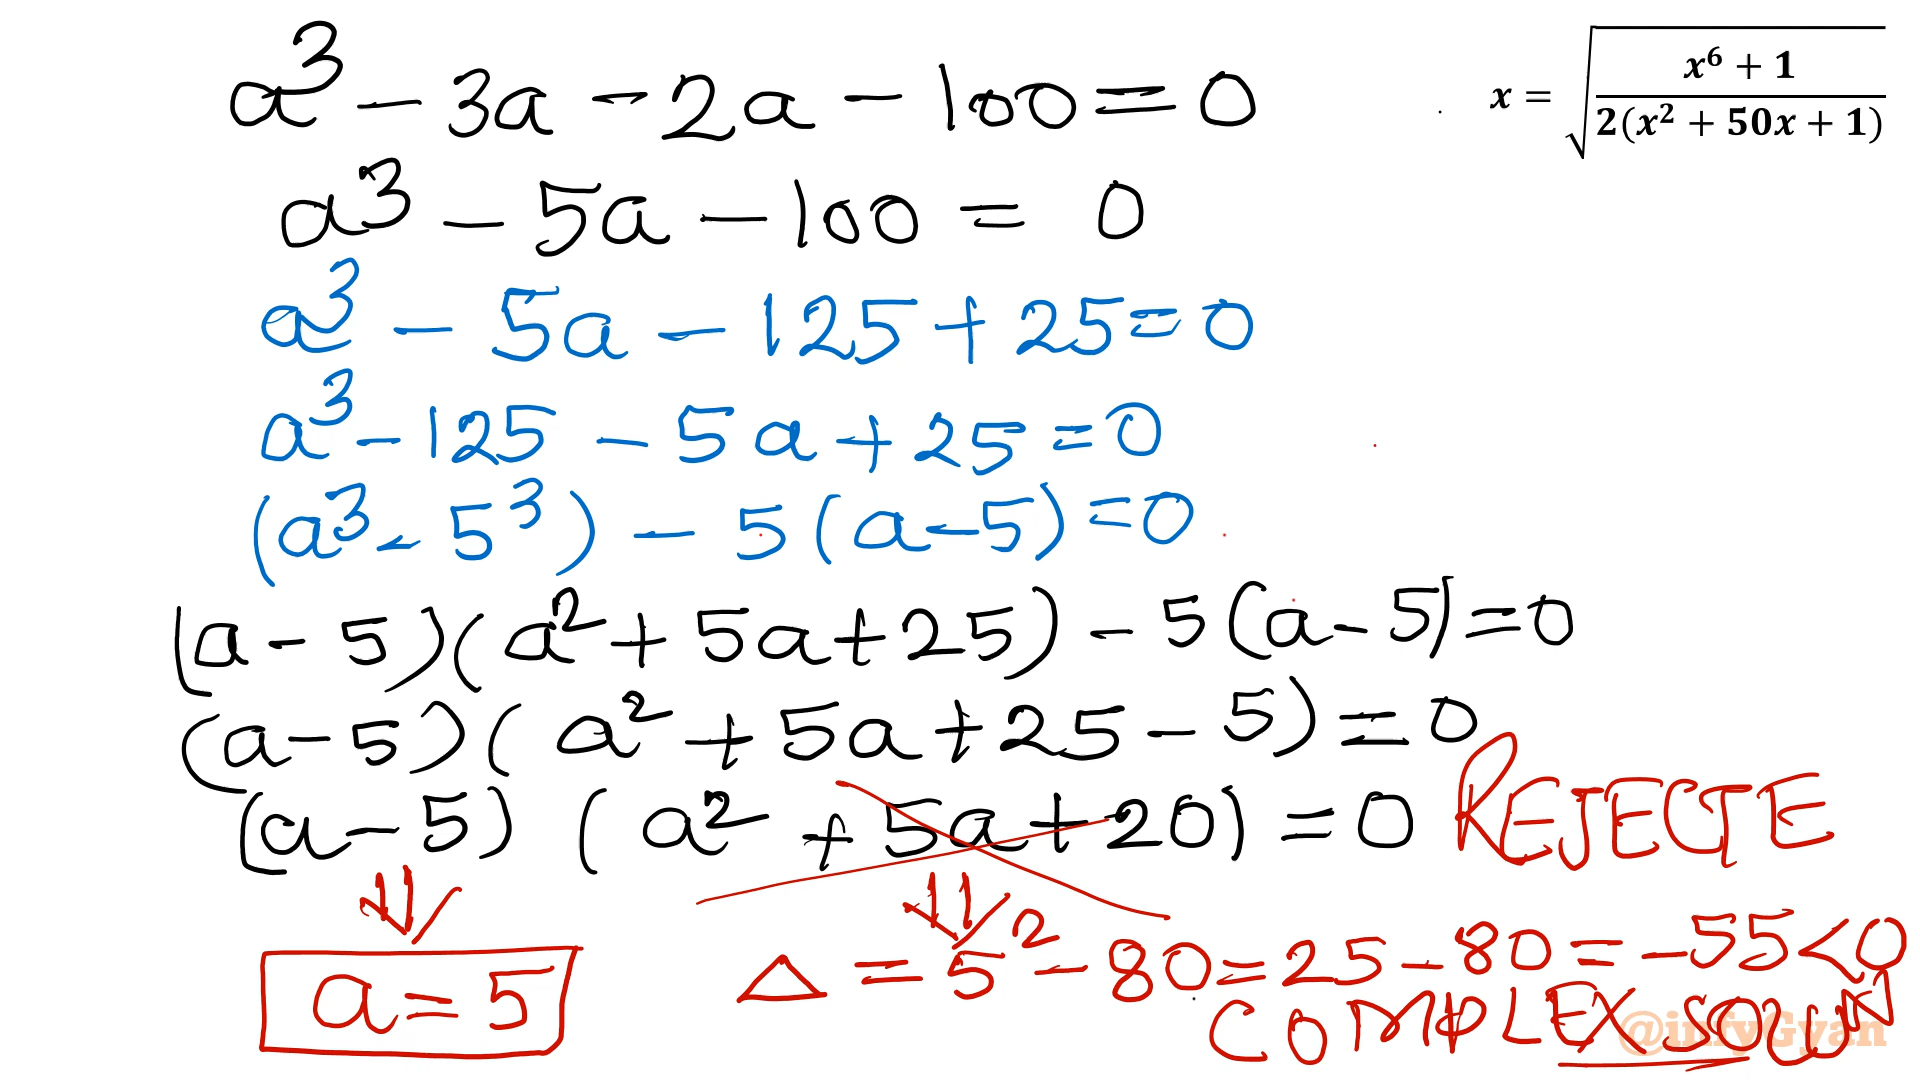 a³ - 3a - 2a - 100 = 0
x = √((x⁶ + 1)/(2(x² + 50x + 1)))
a³ - 5a - 100 = 0
a³ - 5a - 125 + 25 = 0
a³ - 125 - 5a + 25 = 0
(a³ - 5³) - 5(a - 5) = 0
(a - 5)(a² + 5a + 25) - 5(a - 5) = 0
(a - 5)(a² + 5a + 25 - 5) = 0
(a - 5)(a² + 5a + 20) = 0 REJECTE
a = 5
Δ = 5² - 80 = 25 - 80 = -55 < 0
COMPLEX SOLUN
@infyGyan